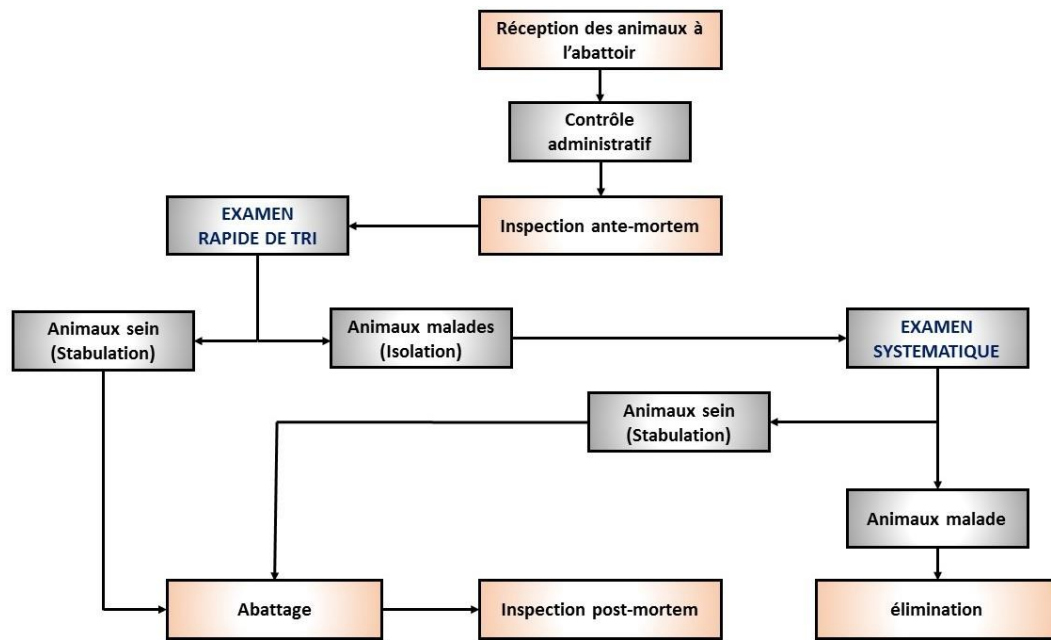 Réception des animaux à
l'abattoir
Contrôle
administratif
EXAMEN
RAPIDE DE TRI
Inspection ante-mortem
Animaux sein
(Stabulation)
Animaux malades
(Isolation)
EXAMEN
SYSTEMATIQUE
Animaux sein
(Stabulation)
Animaux malade
Abattage
Inspection post-mortem
élimination